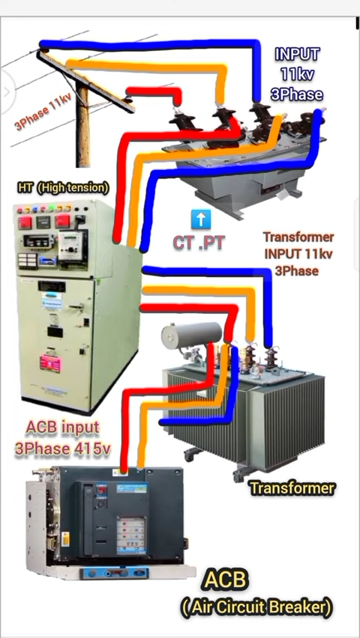 INPUT
11kv
3Phase
3Phase 11kv
HT (High tension)
CT .PT
Transformer
INPUT 11kv
3Phase
ACB input
3Phase 415v
Transformer
ACB
( Air Circuit Breaker)